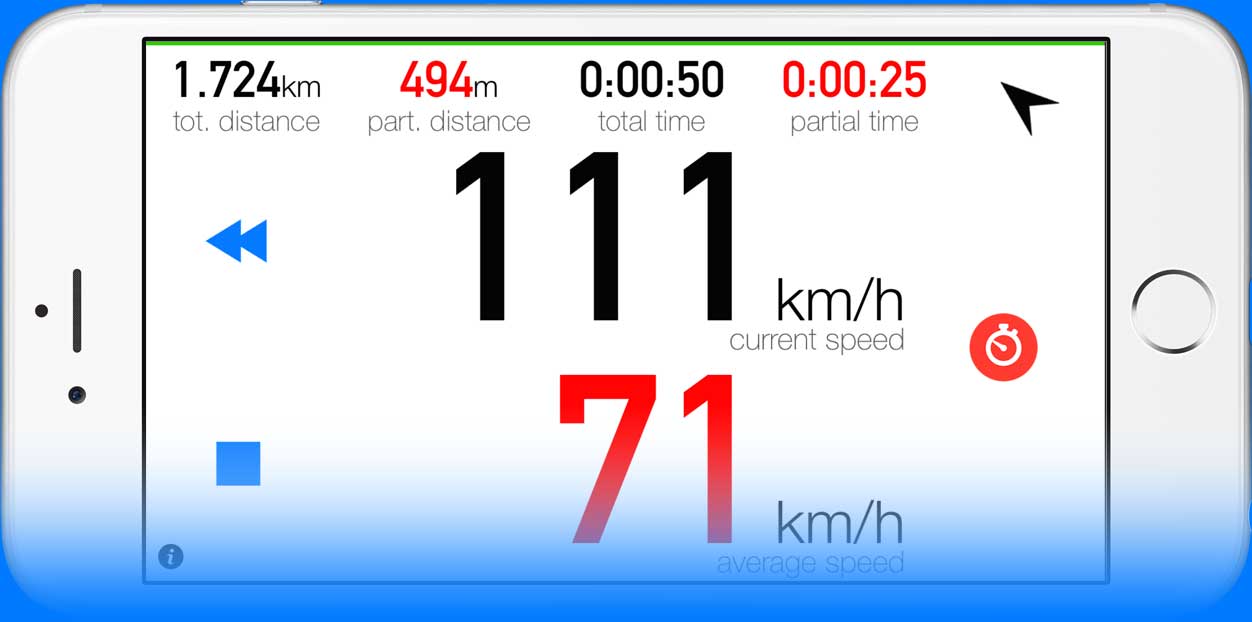 1.724km 494m 0:00:50 0:00:25
tot. distance part. distance total time partial time
111 km/h
current speed
71 km/h
average speed
i